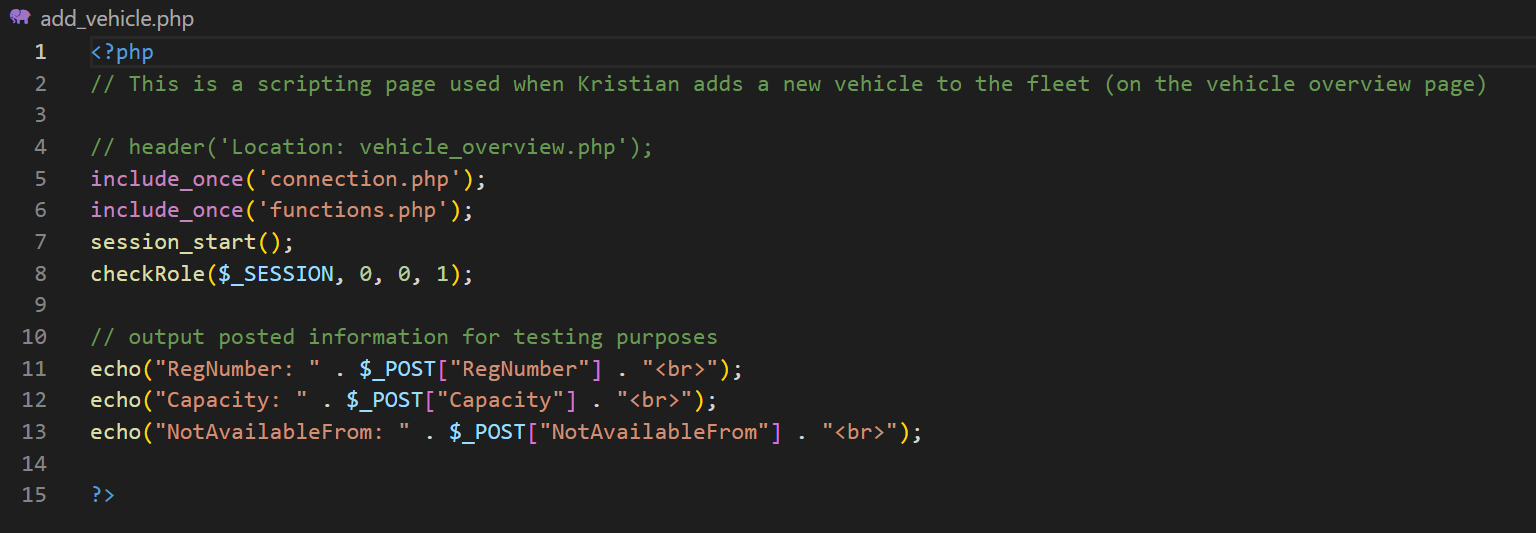 add_vehicle.php
1 <?php
2 // This is a scripting page used when Kristian adds a new vehicle to the fleet (on the vehicle overview page)
3
4 // header('Location: vehicle_overview.php');
5 include_once('connection.php');
6 include_once('functions.php');
7 session_start();
8 checkRole($_SESSION, 0, 0, 1);
9
10 // output posted information for testing purposes
11 echo("RegNumber: " . $_POST["RegNumber"] . "<br>");
12 echo("Capacity: " . $_POST["Capacity"] . "<br>");
13 echo("NotAvailableFrom: " . $_POST["NotAvailableFrom"] . "<br>");
14
15 ?>